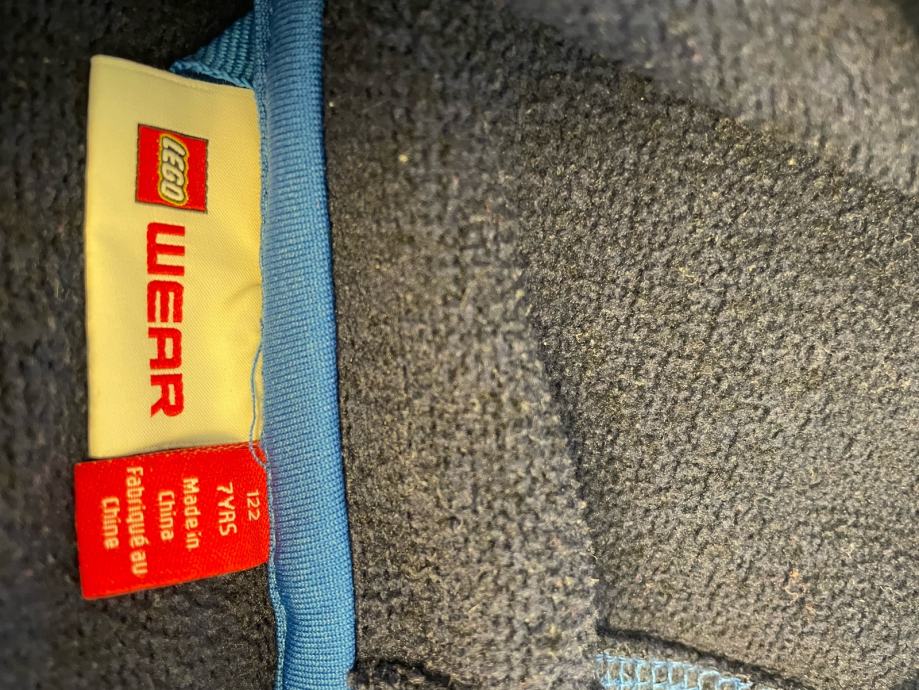 LEGO
WEAR
122
7YRS
Made in
China
Fabriqué au
Chine